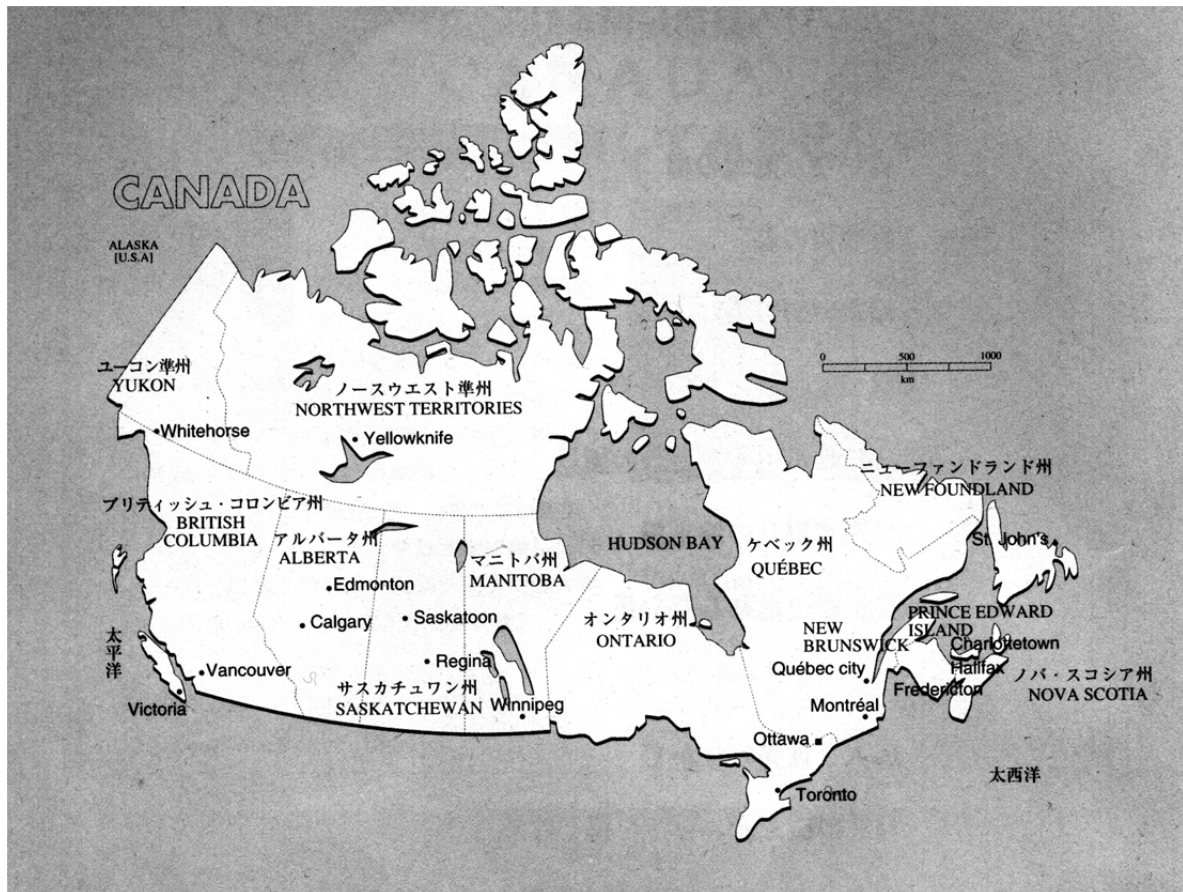 CANADA
ALASKA
[U.S.A]
ユーコン準州
YUKON
ノースウエスト準州
NORTHWEST TERRITORIES
0 500 1000
km
Whitehorse
Yellowknife
ニューファンドランド州
NEW FOUNDLAND
ブリティッシュ・コロンビア州
BRITISH
COLUMBIA
アルバータ州
ALBERTA
マニトバ州
MANITOBA
HUDSON BAY
ケベック州
QUÉBEC
St. John's
Edmonton
Calgary
Saskatoon
オンタリオ州
ONTARIO
PRINCE EDWARD
ISLAND
NEW
BRUNSWICK
Charlottetown
太平洋
Vancouver
Regina
Québec city
Halifax
ノバ・スコシア州
NOVA SCOTIA
サスカチュワン州
SASKATCHEWAN
Fredericton
Victoria
Winnipeg
Montréal
Ottawa
太西洋
Toronto